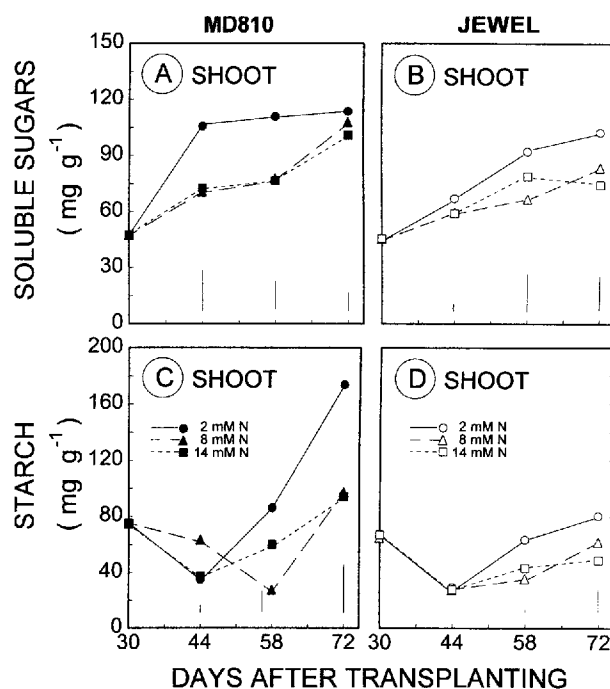 MD810 JEWEL
150
120
90
60
30
0
SOLUBLE SUGARS
( mg g⁻¹ )
A SHOOT
B SHOOT
200
160
120
80
40
0
STARCH
( mg g⁻¹ )
C SHOOT
2 mM N
8 mM N
14 mM N
D SHOOT
2 mM N
8 mM N
14 mM N
30 44 58 72 30 44 58 72
DAYS AFTER TRANSPLANTING